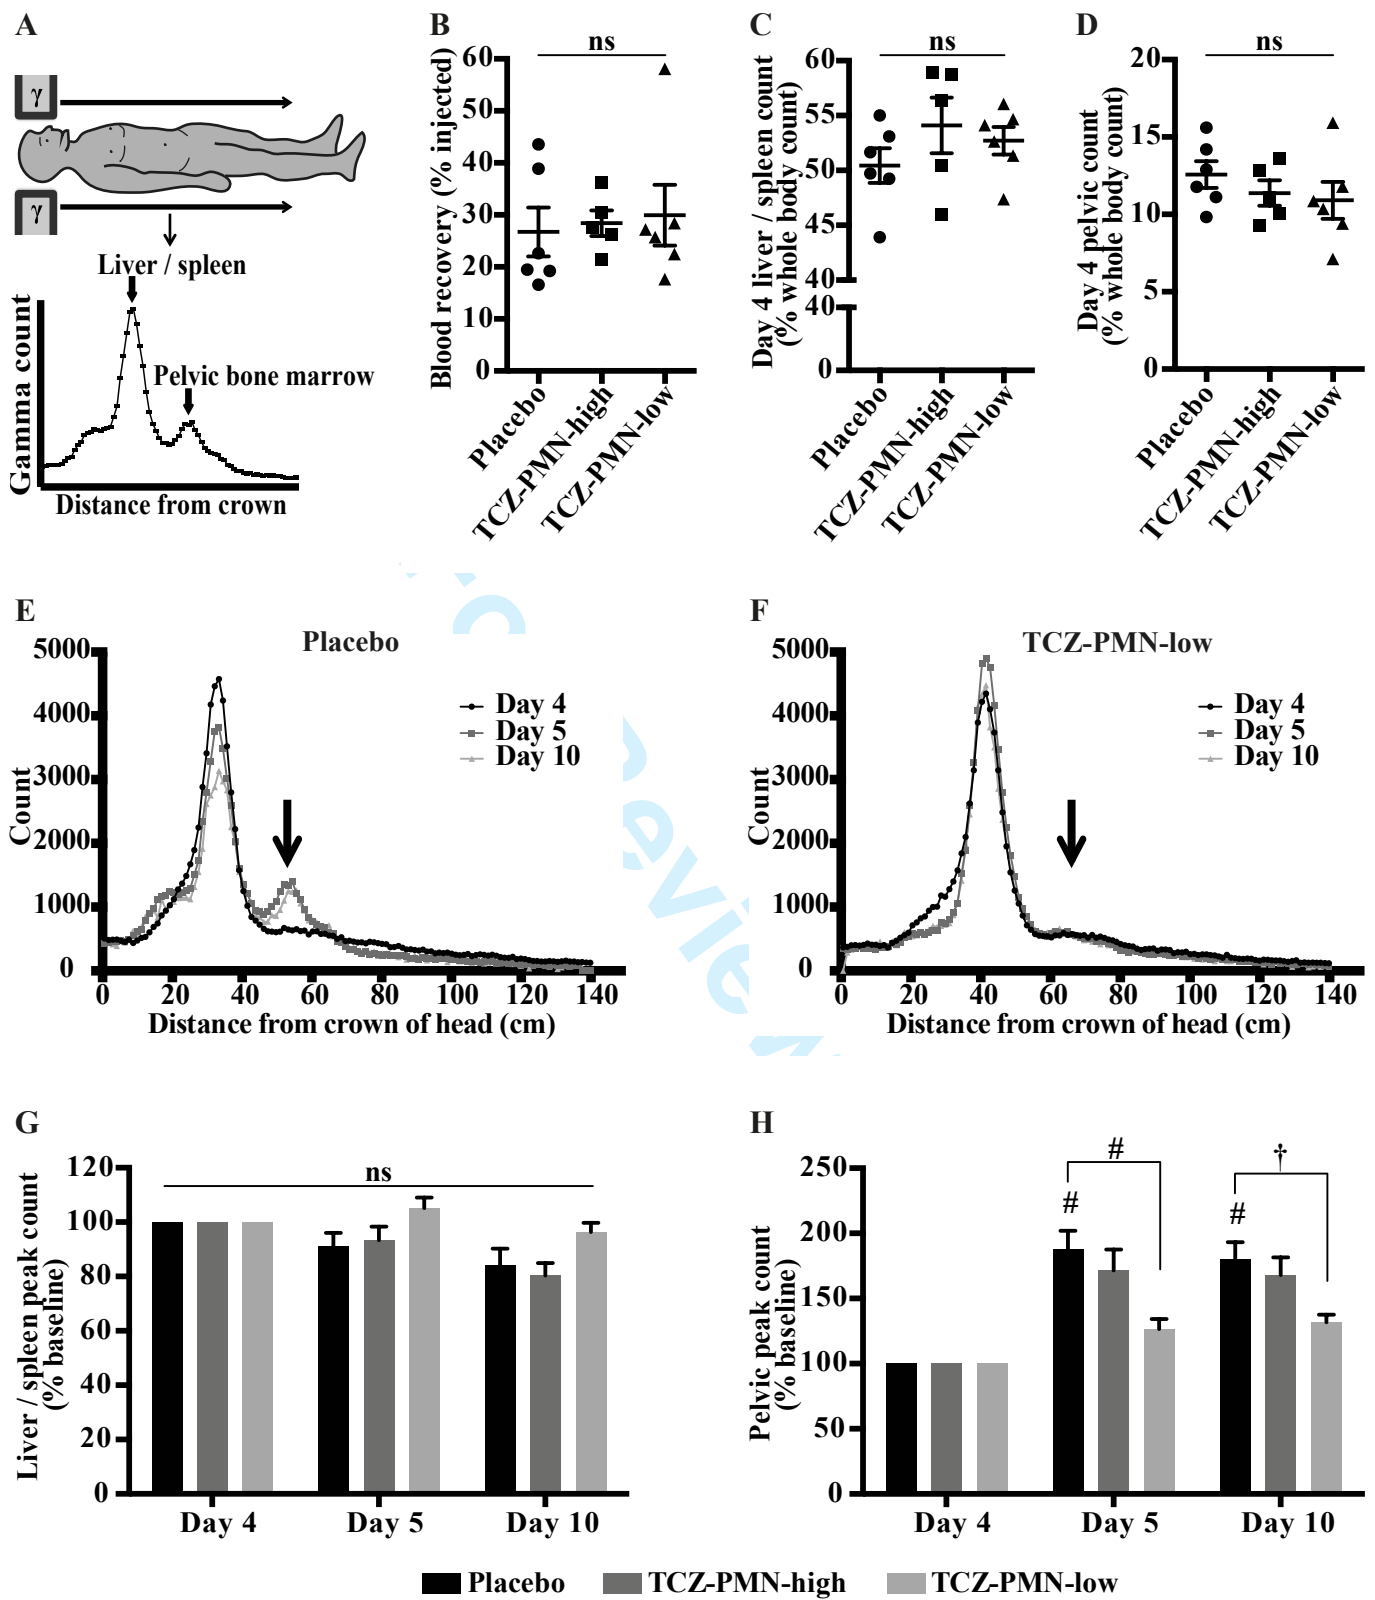 A
γ
γ
Liver / spleen
Pelvic bone marrow
Gamma count
Distance from crown
B
ns
Blood recovery (% injected)
60
50
40
30
20
10
0
Placebo
TCZ-PMN-high
TCZ-PMN-low
C
ns
Day 4 liver / spleen count
(% whole body count)
60
55
50
45
40
40
0
Placebo
TCZ-PMN-high
TCZ-PMN-low
D
ns
Day 4 pelvic count
(% whole body count)
20
15
10
5
0
Placebo
TCZ-PMN-high
TCZ-PMN-low
E
Placebo
Count
5000
4000
3000
2000
1000
0
Day 4
Day 5
Day 10
0 20 40 60 80 100 120 140
Distance from crown of head (cm)
F
TCZ-PMN-low
Count
5000
4000
3000
2000
1000
0
Day 4
Day 5
Day 10
0 20 40 60 80 100 120 140
Distance from crown of head (cm)
G
ns
Liver / spleen peak count
(% baseline)
120
100
80
60
40
20
0
Day 4 Day 5 Day 10
H
#
†
#
#
Pelvic peak count
(% baseline)
250
200
150
100
50
0
Day 4 Day 5 Day 10
Placebo TCZ-PMN-high TCZ-PMN-low